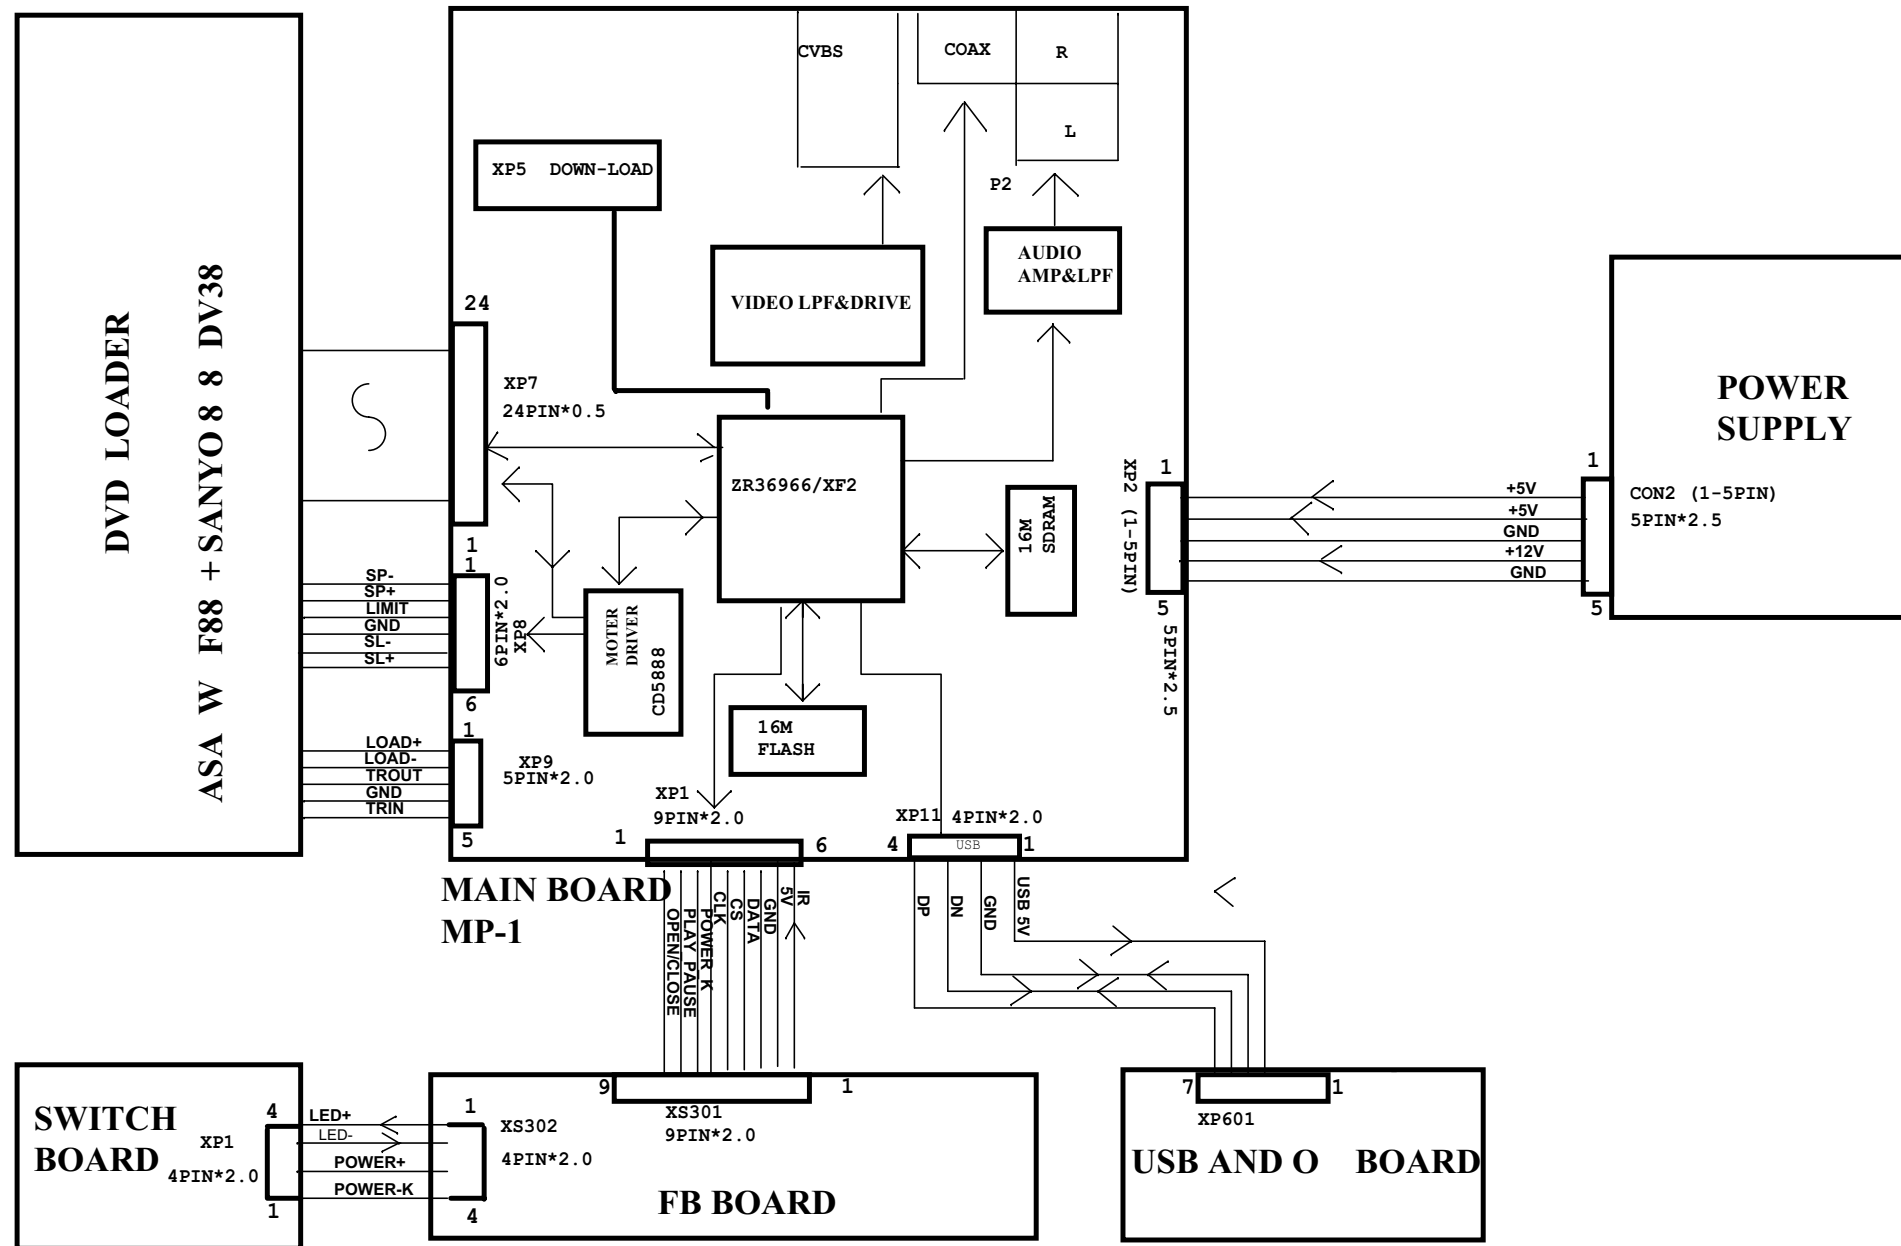 DVD LOADER
ASA W F88 +SANYO8 8 DV38
CVBS
COAX
R
L
P2
XP5 DOWN-LOAD
VIDEO LPF&DRIVE
AUDIO
AMP&LPF
24
XP7
24PIN*0.5
1
ZR36966/XF2
16M
SDRAM
XP2 (1-5PIN)
1
5
5PIN*2.5
+5V
+5V
GND
+12V
GND
1
5
CON2 (1-5PIN)
5PIN*2.5
POWER
SUPPLY
SP-
SP+
LIMIT
GND
SL-
SL+
1
6
6PIN*2.0
XP8
MOTER
DRIVER
CD5888
16M
FLASH
LOAD+
LOAD-
TROUT
GND
TRIN
1
5
XP9
5PIN*2.0
XP1
9PIN*2.0
1
6
XP11 4PIN*2.0
4
USB
1
MAIN BOARD
MP-1
OPEN/CLOSE
PLAY PAUSE
POWER K
CLK
CS
DATA
GND
5V
IR
DP
DN
GND
USB 5V
SWITCH
BOARD
XP1
4PIN*2.0
4
1
LED+
LED-
POWER+
POWER-K
1
4
XS302
4PIN*2.0
9
1
XS301
9PIN*2.0
FB BOARD
7
1
XP601
USB AND O BOARD